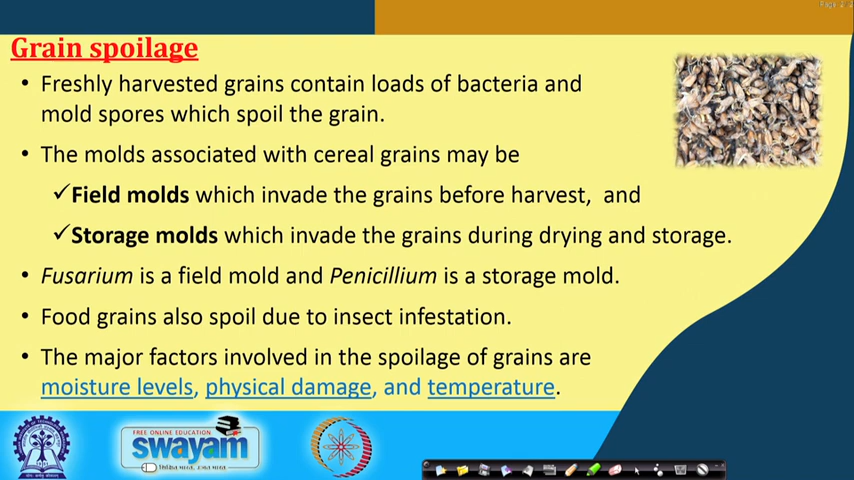 Grain spoilage
• Freshly harvested grains contain loads of bacteria and
mold spores which spoil the grain.
• The molds associated with cereal grains may be
✓Field molds which invade the grains before harvest, and
✓Storage molds which invade the grains during drying and storage.
• Fusarium is a field mold and Penicillium is a storage mold.
• Food grains also spoil due to insect infestation.
• The major factors involved in the spoilage of grains are
moisture levels, physical damage, and temperature.
FREE ONLINE EDUCATION
swayam